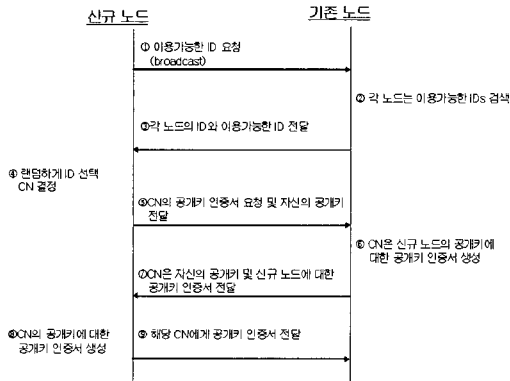 신규 노드
기존 노드
① 이용가능한 ID 요청
(broadcast)
② 각 노드는 이용가능한 IDs 검색
③각 노드의 ID와 이용가능한 ID 전달
④ 랜덤하게 ID 선택
CN 결정
⑤CN의 공개키 인증서 요청 및 자신의 공개키
전달
⑥ CN은 신규 노드의 공개키에
대한 공개키 인증서 생성
⑦CN은 자신의 공개키 및 신규 노드에 대한
공개키 인증서 전달
⑧CN의 공개키에 대한
공개키 인증서 생성
⑨ 해당 CN에게 공개키 인증서 전달